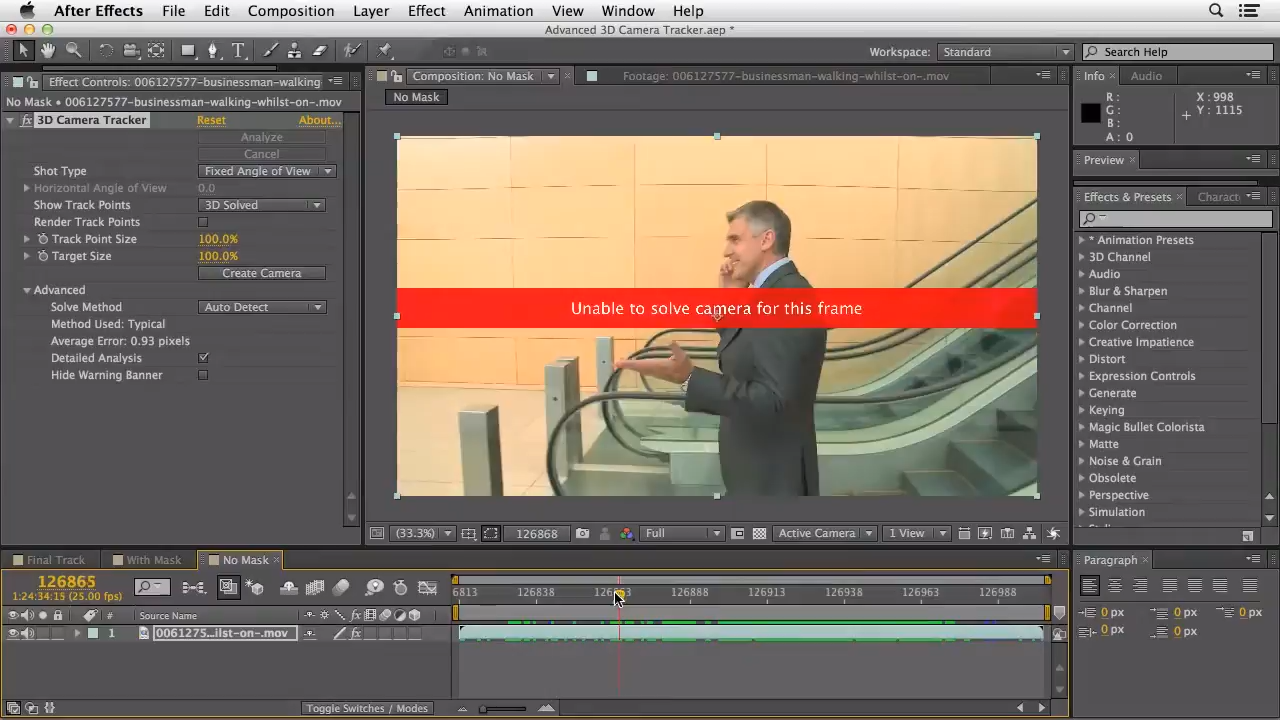 After Effects File Edit Composition Layer Effect Animation View Window Help
Advanced 3D Camera Tracker.aep *
Workspace: Standard Search Help
Effect Controls: 006127577-businessman-walking
Composition: No Mask
Footage: 006127577-businessman-walking-whilst-on-.mov
Info Audio
No Mask • 006127577-businessman-walking-whilst-on-.mov
No Mask
R: X : 998
G: Y : 1115
B:
A : 0
fx 3D Camera Tracker Reset About...
Analyze
Cancel
Shot Type Fixed Angle of View
Horizontal Angle of View 0.0
Show Track Points 3D Solved
Render Track Points
Track Point Size 100.0%
Target Size 100.0%
Create Camera
Advanced
Solve Method Auto Detect
Method Used: Typical
Average Error: 0.93 pixels
Detailed Analysis
Hide Warning Banner
Unable to solve camera for this frame
Preview
Effects & Presets Charact
* Animation Presets
3D Channel
Audio
Blur & Sharpen
Channel
Color Correction
Creative Impatience
Distort
Expression Controls
Generate
Keying
Magic Bullet Colorista
Matte
Noise & Grain
Obsolete
Perspective
Simulation
(33.3%) 126868 Full Active Camera 1 View
Final Track With Mask No Mask
Paragraph
126865
1:24:34:15 (25.00 fps)
6813 126838 126888 126913 126938 126963 126988
# Source Name
1 0061275...ilst-on-.mov
0 px 0 px 0 px
0 px 0 px
Toggle Switches / Modes